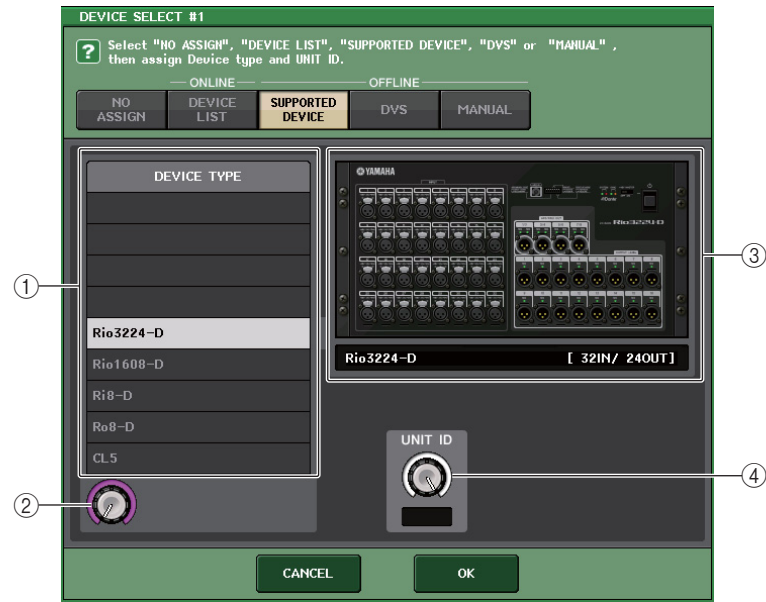 DEVICE SELECT #1
? Select "NO ASSIGN", "DEVICE LIST", "SUPPORTED DEVICE", "DVS" or "MANUAL" ,
then assign Device type and UNIT ID.
ONLINE
OFFLINE
NO ASSIGN
DEVICE LIST
SUPPORTED DEVICE
DVS
MANUAL
DEVICE TYPE
Rio3224-D
Rio1608-D
Ri8-D
Ro8-D
CL5
YAMAHA
Dante
Rio3224-D
Rio3224-D [ 32IN/ 24OUT]
UNIT ID
CANCEL
OK
1
2
3
4